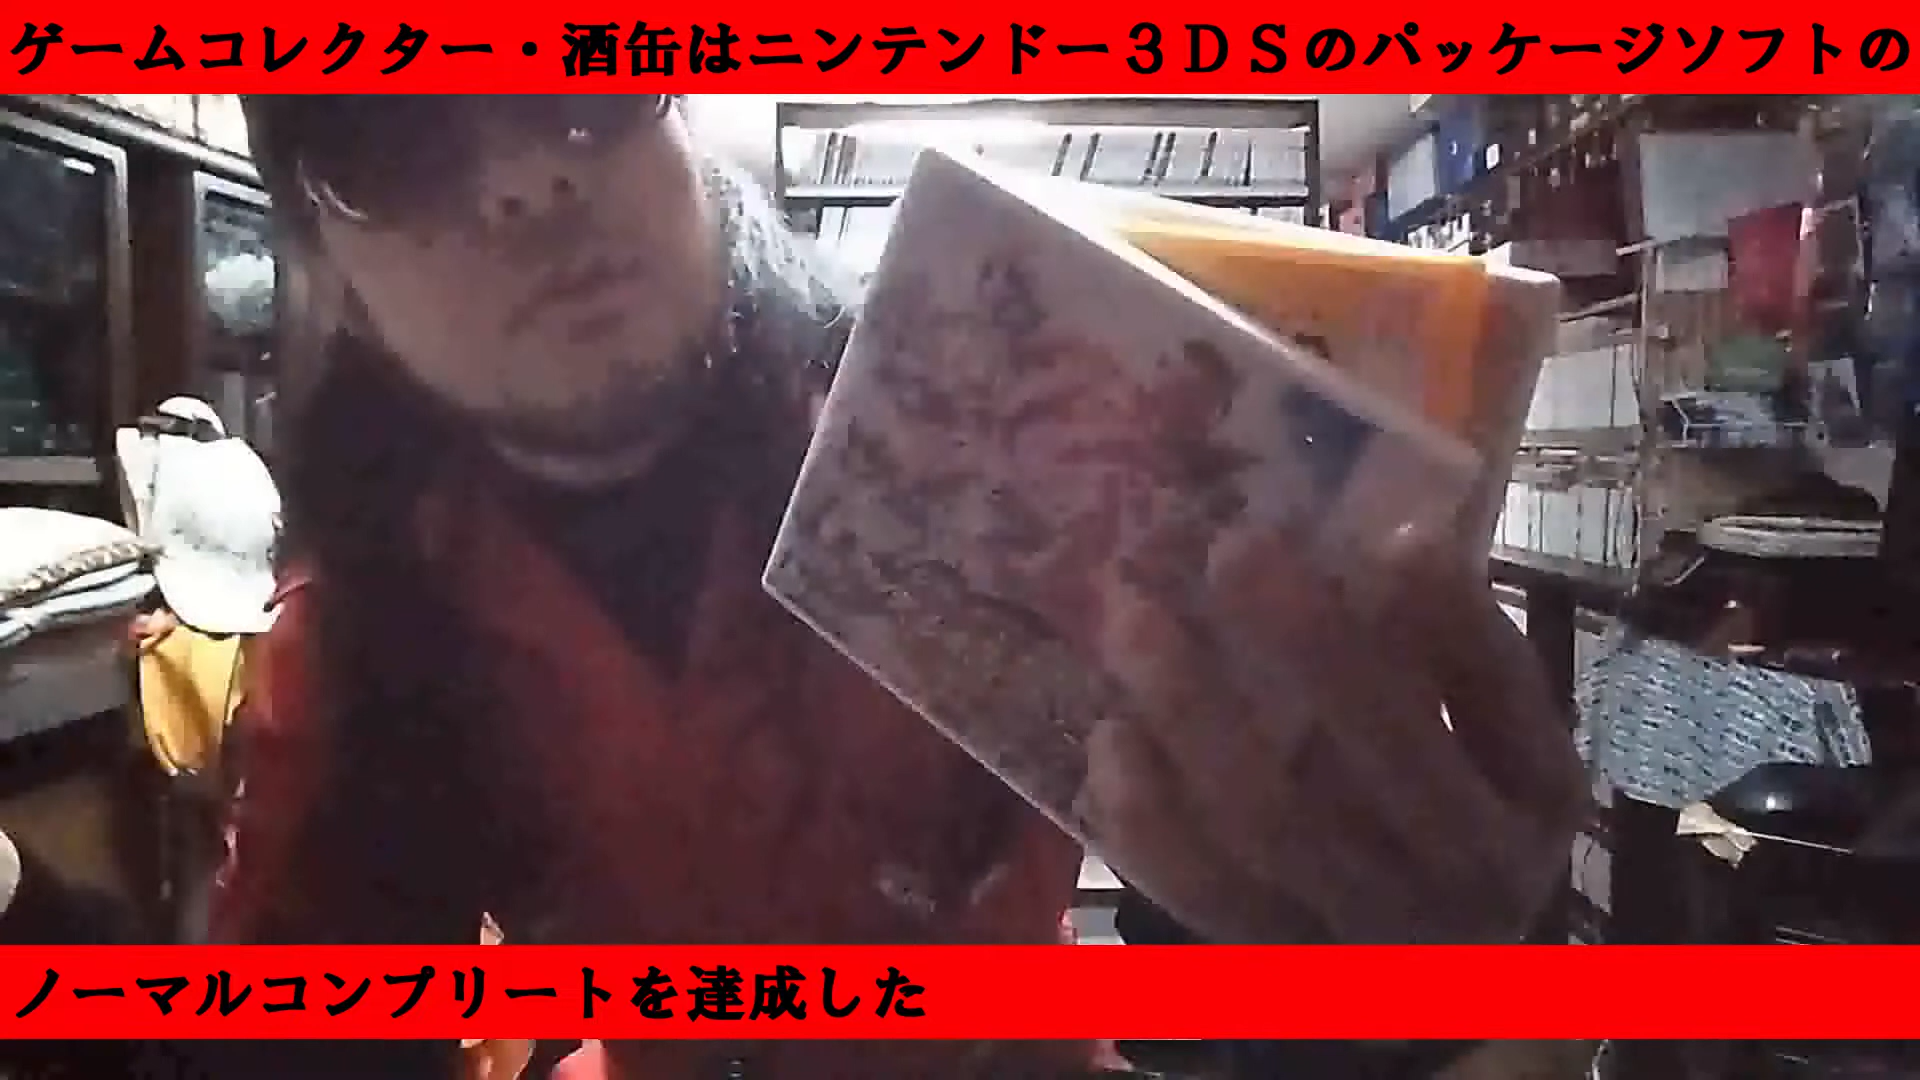 ゲームコレクター・酒缶はニンテンドー３ＤＳのパッケージソフトの
ノーマルコンプリートを達成した